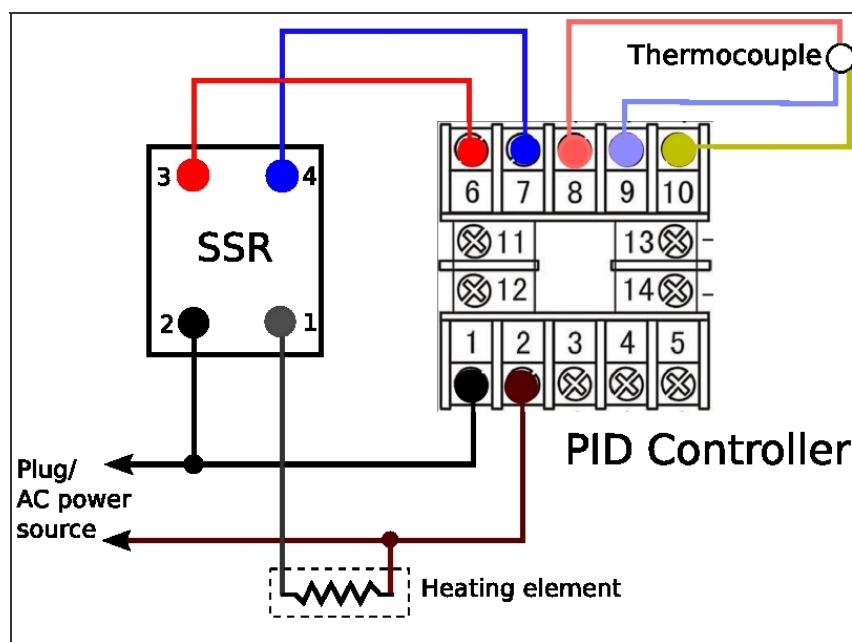 Thermocouple
3 4
SSR
2 1
6 7 8 9 10
11 13
12 14
1 2 3 4 5
PID Controller
Plug/
AC power
source
Heating element